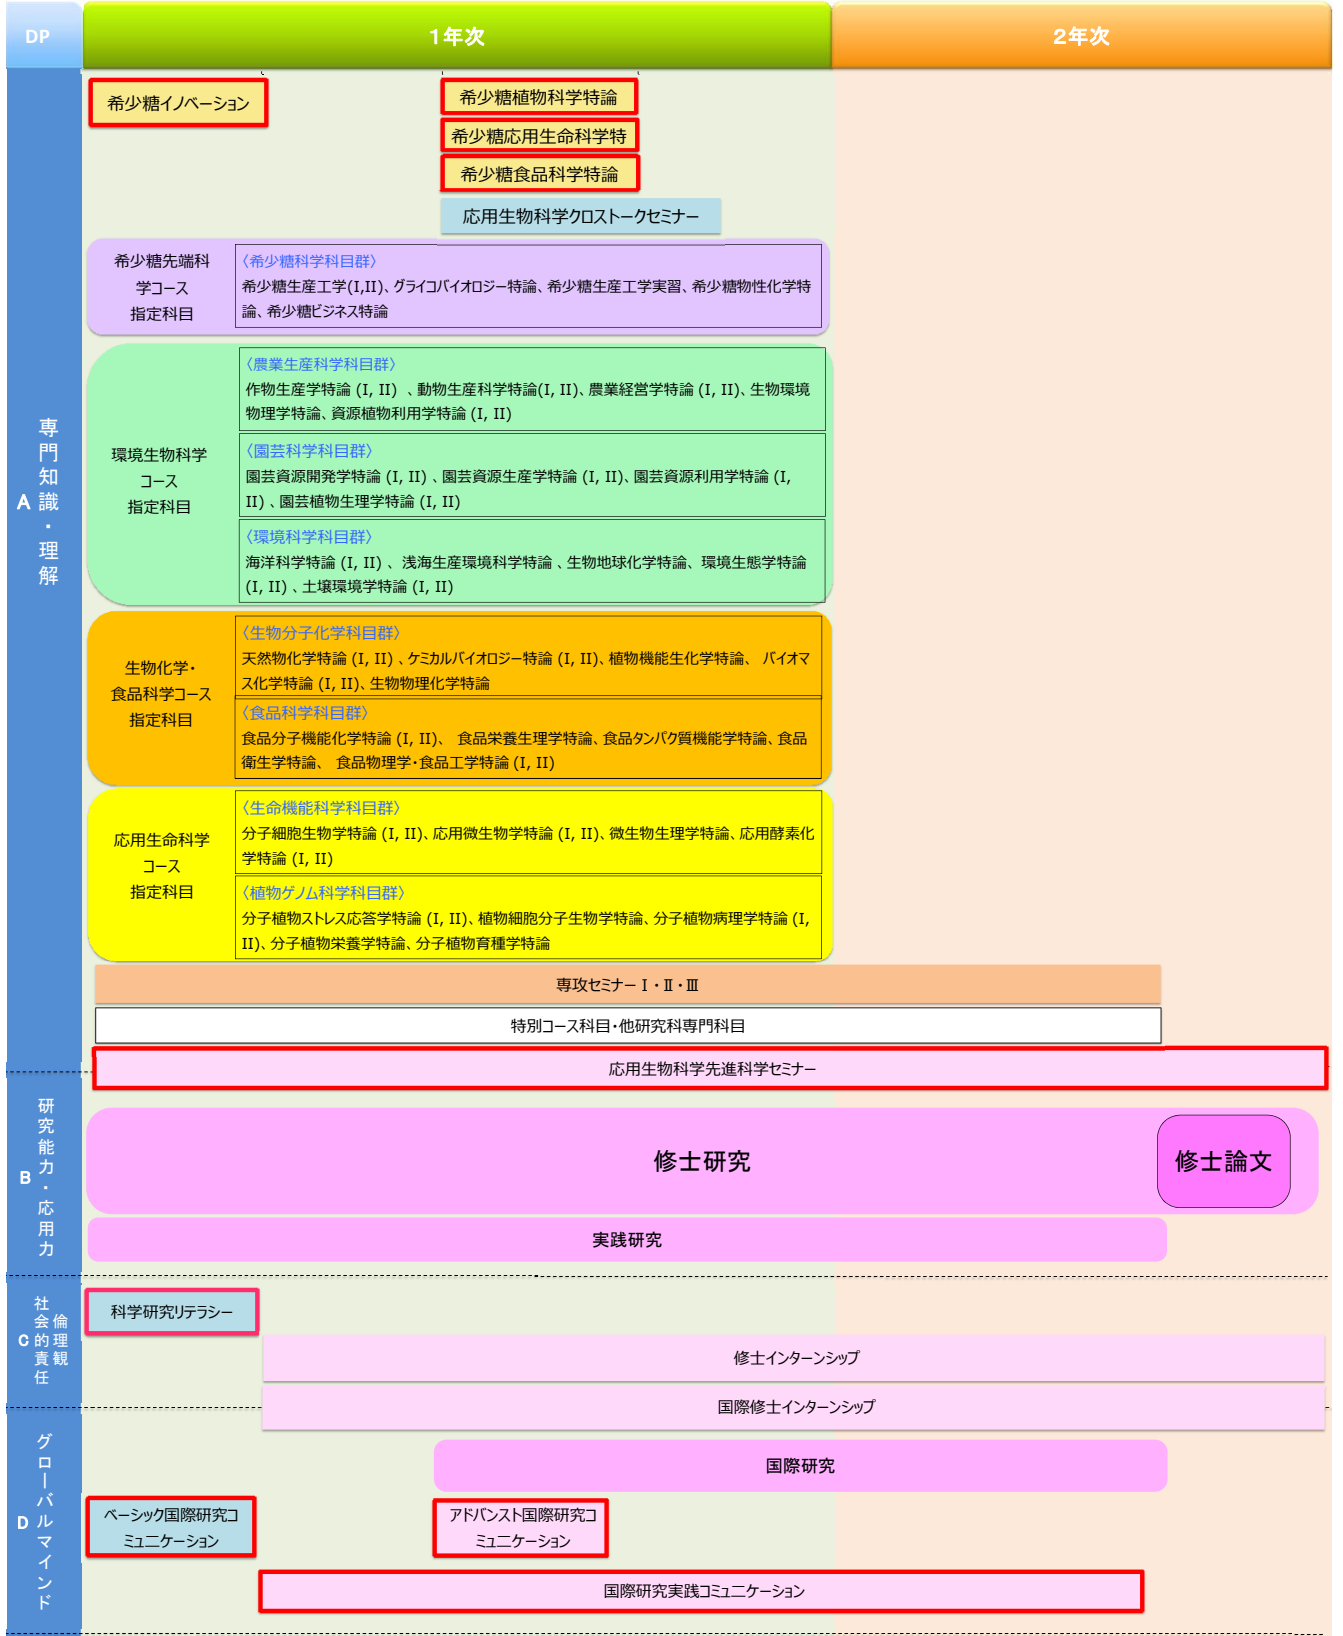 DP
1年次
2年次
希少糖イノベーション
希少糖植物科学特論
希少糖応用生命科学特
希少糖食品科学特論
応用生物科学クロストークセミナー
A
専門知識・理解
希少糖先端科
学コース
指定科目
〈希少糖科学科目群〉
希少糖生産工学(I,II)、グライコバイオロジー特論、希少糖生産工学実習、希少糖物性化学特
論、希少糖ビジネス特論
環境生物科学
コース
指定科目
〈農業生産科学科目群〉
作物生産学特論 (I, II) 、動物生産科学特論(I, II)、農業経営学特論 (I, II)、生物環境
物理学特論、資源植物利用学特論 (I, II)
〈園芸科学科目群〉
園芸資源開発学特論 (I, II) 、園芸資源生産学特論 (I, II)、園芸資源利用学特論 (I,
II) 、園芸植物生理学特論 (I, II)
〈環境科学科目群〉
海洋科学特論 (I, II) 、浅海生産環境科学特論 、生物地球化学特論、環境生態学特論
(I, II) 、土壌環境学特論 (I, II)
生物化学・
食品科学コース
指定科目
〈生物分子化学科目群〉
天然物化学特論 (I, II) 、ケミカルバイオロジー特論 (I, II)、植物機能生化学特論、 バイオマ
ス化学特論 (I, II)、生物物理化学特論
〈食品科学科目群〉
食品分子機能化学特論 (I, II)、 食品栄養生理学特論、食品タンパク質機能学特論、食品
衛生学特論、 食品物理学・食品工学特論 (I, II)
応用生命科学
コース
指定科目
〈生命機能科学科目群〉
分子細胞生物学特論 (I, II)、応用微生物学特論 (I, II)、微生物生理学特論、応用酵素化
学特論 (I, II)
〈植物ゲノム科学科目群〉
分子植物ストレス応答学特論 (I, II)、植物細胞分子生物学特論、分子植物病理学特論 (I,
II)、分子植物栄養学特論、分子植物育種学特論
専攻セミナーⅠ・Ⅱ・Ⅲ
特別コース科目・他研究科専門科目
応用生物科学先進科学セミナー
B
研究能力・応用力
修士研究
修士論文
実践研究
C
社会的責任
倫理観
科学研究リテラシー
修士インターンシップ
国際修士インターンシップ
D
グローバルマインド
国際研究
ベーシック国際研究コ
ミュニケーション
アドバンスト国際研究コ
ミュニケーション
国際研究実践コミュニケーション